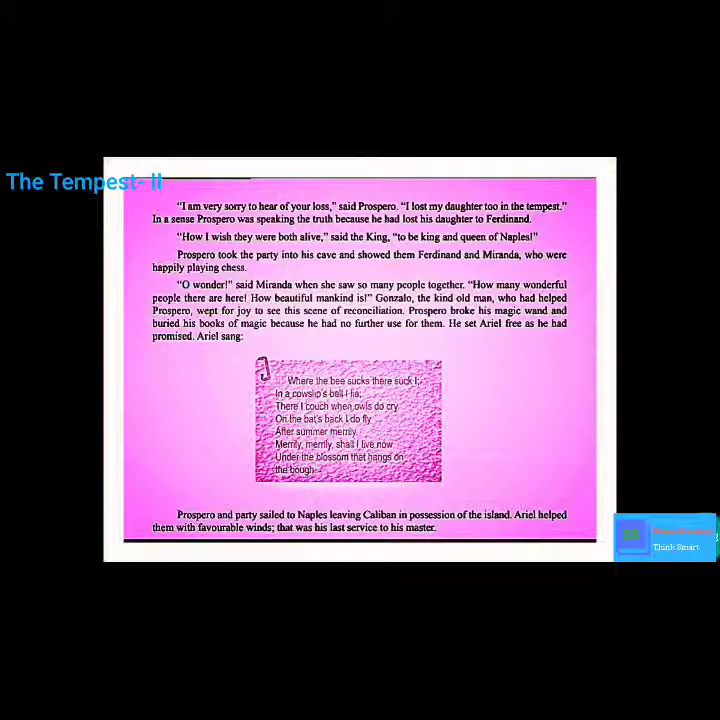 The Tempest- II
“I am very sorry to hear of your loss,” said Prospero. “I lost my daughter too in the tempest.”
In a sense Prospero was speaking the truth because he had lost his daughter to Ferdinand.
“How I wish they were both alive,” said the King, “to be king and queen of Naples!”
Prospero took the party into his cave and showed them Ferdinand and Miranda, who were
happily playing chess.
“O wonder!” said Miranda when she saw so many people together. “How many wonderful
people there are here! How beautiful mankind is!” Gonzalo, the kind old man, who had helped
Prospero, wept for joy to see this scene of reconciliation. Prospero broke his magic wand and
buried his books of magic because he had no further use for them. He set Ariel free as he had
promised. Ariel sang:
Where the bee sucks there suck I;
In a cowslip's bell I lie;
There I couch when owls do cry
On the bat's back I do fly
After summer merrily.
Merrily, merrily, shall I live now
Under the blossom that hangs on
the bough.
Prospero and party sailed to Naples leaving Caliban in possession of the island. Ariel helped
them with favourable winds; that was his last service to his master.
SS
Think Smart
3